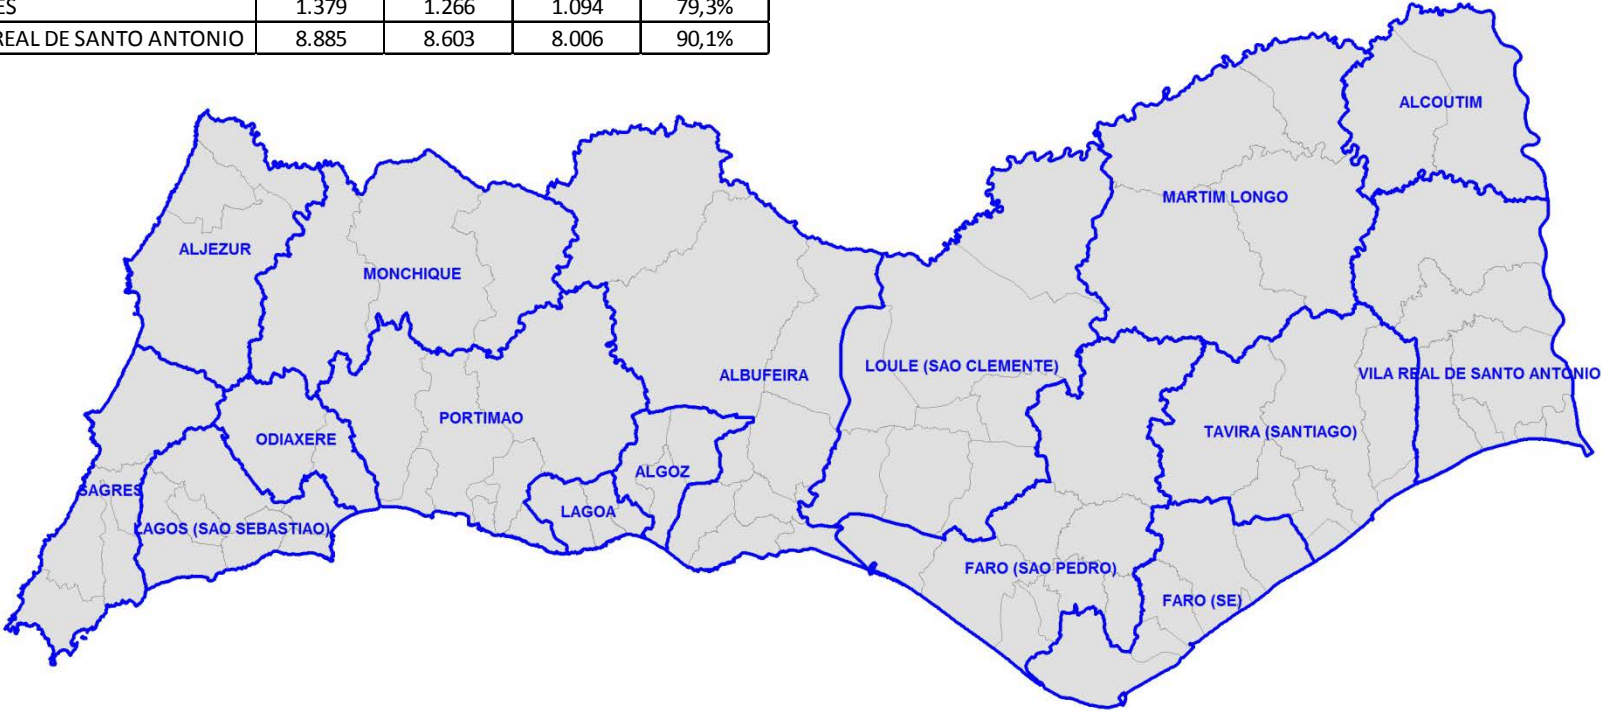 ES 1.379 1.266 1.094 79,3%
REAL DE SANTO ANTONIO 8.885 8.603 8.006 90,1%
ALCOUTIM
MARTIM LONGO
ALJEZUR
MONCHIQUE
LOULE (SAO CLEMENTE)
ALBUFEIRA
VILA REAL DE SANTO ANTONIO
PORTIMAO
TAVIRA (SANTIAGO)
ODIAXERE
ALGOZ
SAGRES
LAGOA
LAGOS (SAO SEBASTIAO)
FARO (SAO PEDRO)
FARO (SE)